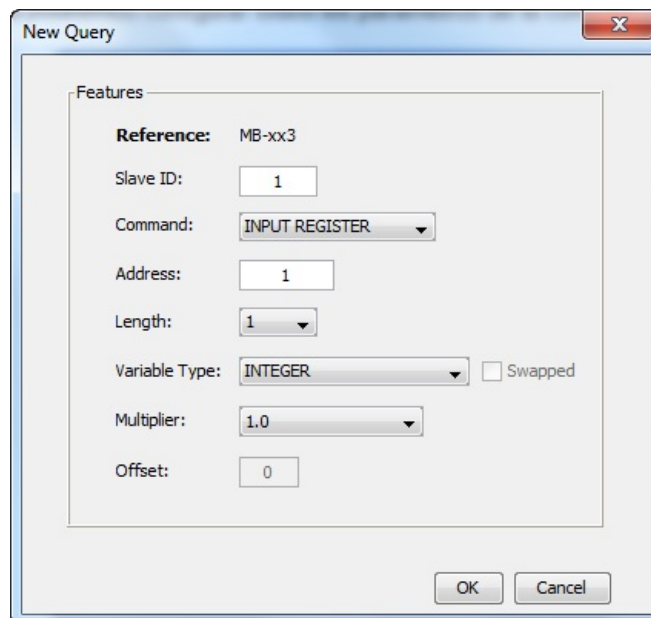 New Query
Features
Reference: MB-xx3
Slave ID: 1
Command: INPUT REGISTER
Address: 1
Length: 1
Variable Type: INTEGER Swapped
Multiplier: 1.0
Offset: 0
OK Cancel